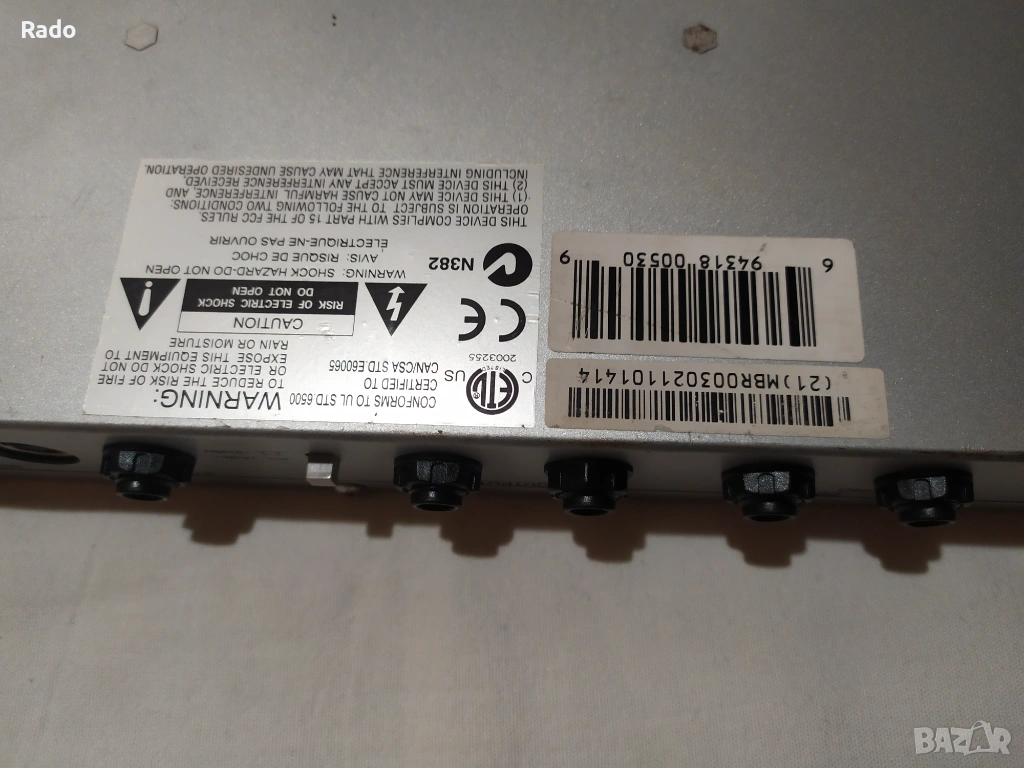 Rado
WARNING:
TO REDUCE THE RISK OF FIRE
OR ELECTRIC SHOCK DO NOT
EXPOSE THIS EQUIPMENT TO
RAIN OR MOISTURE
CAUTION
RISK OF ELECTRIC SHOCK
DO NOT OPEN
WARNING: SHOCK HAZARD-DO NOT OPEN
AVIS: RISQUE DE CHOC
ELECTRIQUE-NE PAS OUVRIR
THIS DEVICE COMPLIES WITH PART 15 OF THE FCC RULES.
OPERATION IS SUBJECT TO THE FOLLOWING TWO CONDITIONS:
(1) THIS DEVICE MAY NOT CAUSE HARMFUL INTERFERENCE, AND
(2) THIS DEVICE MUST ACCEPT ANY INTERFERENCE RECEIVED,
INCLUDING INTERFERENCE THAT MAY CAUSE UNDESIRED OPERATION.
CONFORMS TO UL STD.6500
CERTIFIED TO
CAN/CSA STD.E60065
C ETL US
LISTED
2003255
CE
N382
(21)MBR003021101414
6 94318 00530 9
BAZAR